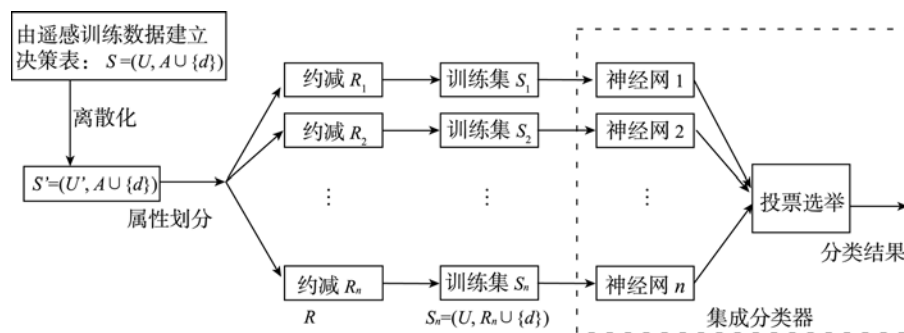 由遥感训练数据建立
决策表： S =(U, A∪{d})
离散化
S’=(U’, A∪{d})
属性划分
约减 R1
训练集 S1
神经网 1
约减 R2
训练集 S2
神经网 2
⋮
⋮
⋮
约减 Rn
训练集 Sn
神经网 n
R
Sn=(U, Rn∪{d})
投票选举
分类结果
集成分类器